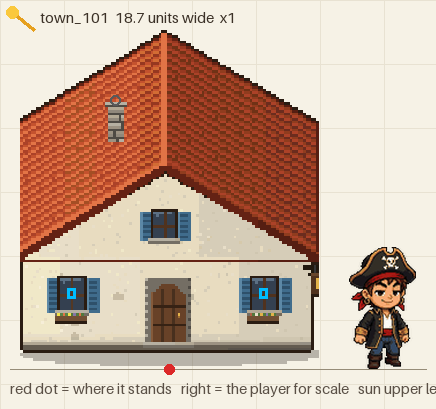 town_101 18.7 units wide x1
red dot = where it stands right = the player for scale sun upper le